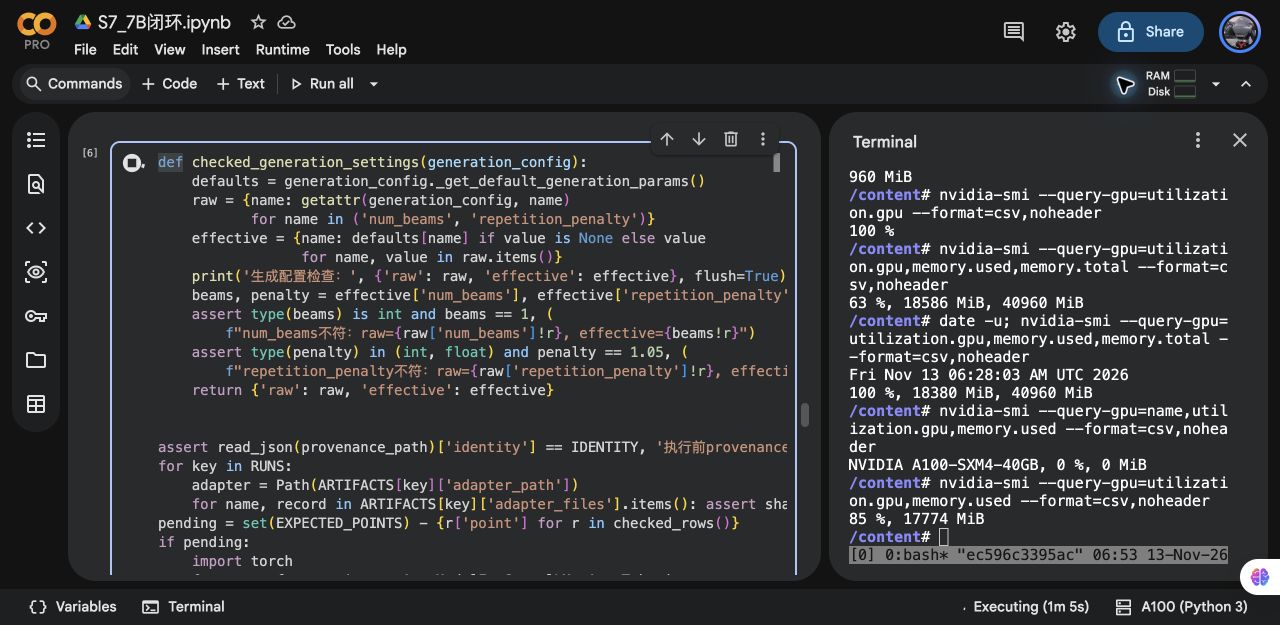 CO
PRO
S7_7B闭环.ipynb
File Edit View Insert Runtime Tools Help
Share
Commands + Code + Text Run all
RAM
Disk
[6]
def checked_generation_settings(generation_config):
defaults = generation_config._get_default_generation_params()
raw = {name: getattr(generation_config, name)
for name in ('num_beams', 'repetition_penalty')}
effective = {name: defaults[name] if value is None else value
for name, value in raw.items()}
print('生成配置检查：', {'raw': raw, 'effective': effective}, flush=True)
beams, penalty = effective['num_beams'], effective['repetition_penalty'
assert type(beams) is int and beams == 1, (
f"num_beams不符：raw={raw['num_beams']!r}, effective={beams!r}")
assert type(penalty) in (int, float) and penalty == 1.05, (
f"repetition_penalty不符：raw={raw['repetition_penalty']!r}, effecti
return {'raw': raw, 'effective': effective}
assert read_json(provenance_path)['identity'] == IDENTITY, '执行前provenance
for key in RUNS:
adapter = Path(ARTIFACTS[key]['adapter_path'])
for name, record in ARTIFACTS[key]['adapter_files'].items(): assert sha
pending = set(EXPECTED_POINTS) - {r['point'] for r in checked_rows()}
if pending:
import torch
Terminal
960 MiB
/content# nvidia-smi --query-gpu=utilizati
on.gpu --format=csv,noheader
100 %
/content# nvidia-smi --query-gpu=utilizati
on.gpu,memory.used,memory.total --format=c
sv,noheader
63 %, 18586 MiB, 40960 MiB
/content# date -u; nvidia-smi --query-gpu=
utilization.gpu,memory.used,memory.total -
-format=csv,noheader
Fri Nov 13 06:28:03 AM UTC 2026
100 %, 18380 MiB, 40960 MiB
/content# nvidia-smi --query-gpu=name,util
ization.gpu,memory.used --format=csv,nohea
der
NVIDIA A100-SXM4-40GB, 0 %, 0 MiB
/content# nvidia-smi --query-gpu=utilizati
on.gpu,memory.used --format=csv,noheader
85 %, 17774 MiB
/content#
[0] 0:bash* "ec596c3395ac" 06:53 13-Nov-26
{} Variables Terminal
Executing (1m 5s) A100 (Python 3)